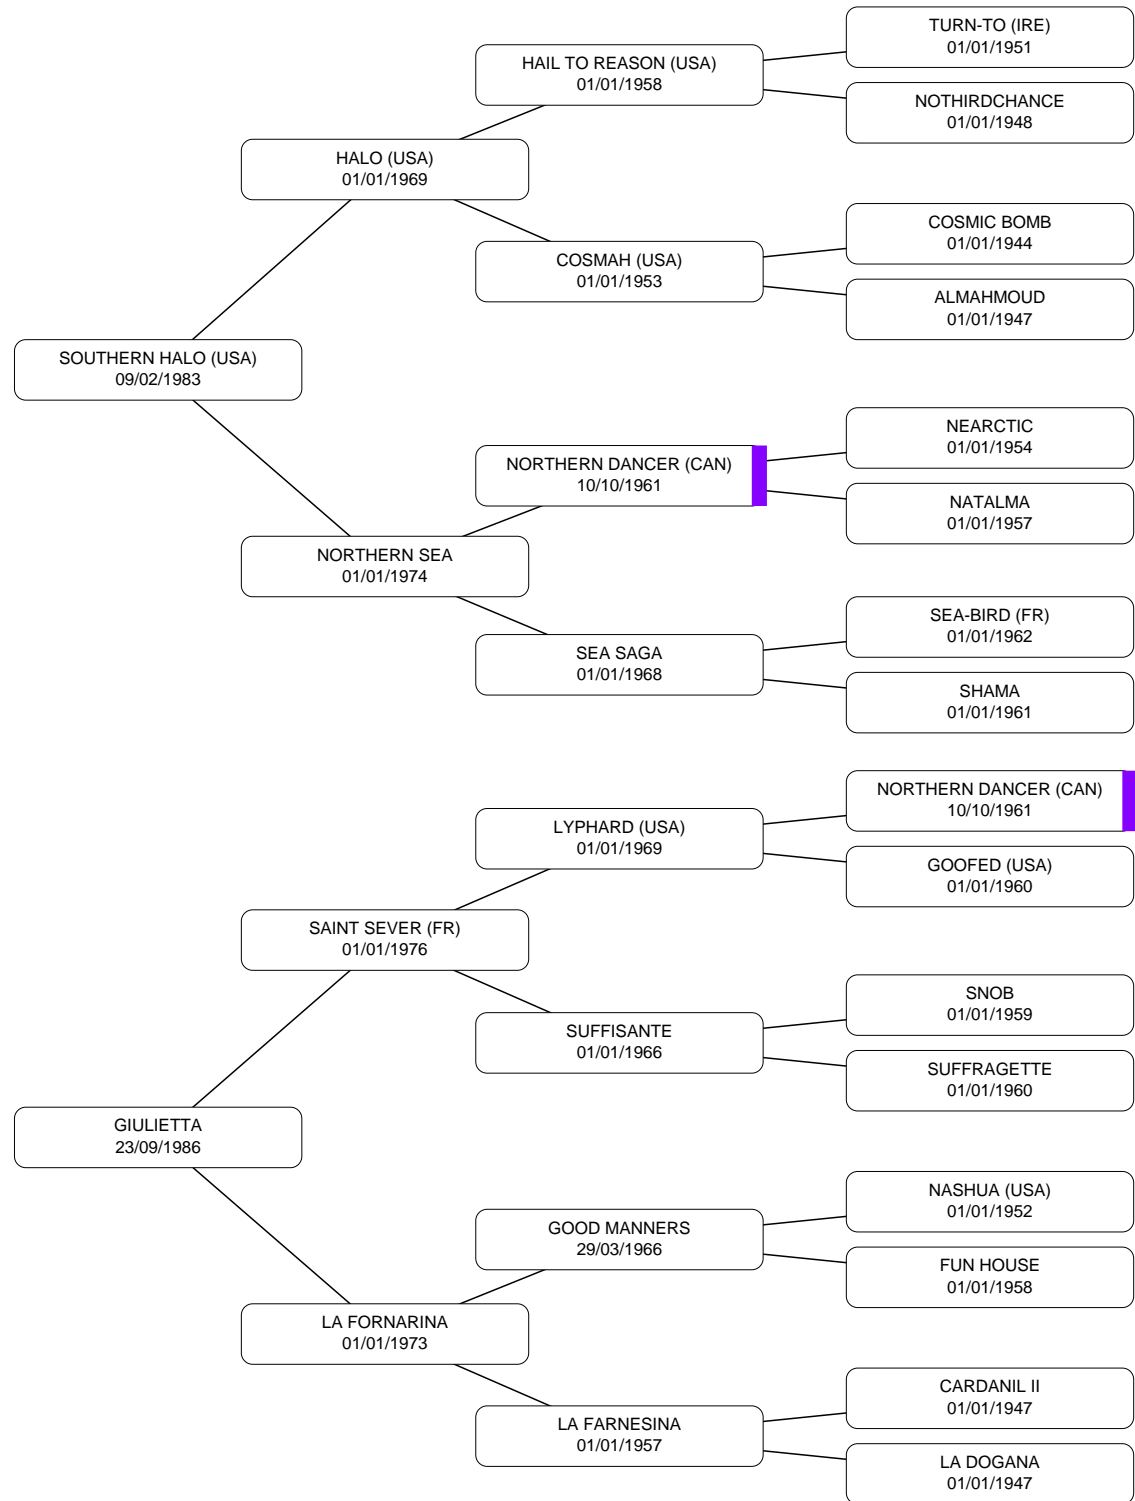 TURN-TO (IRE)
01/01/1951
HAIL TO REASON (USA)
01/01/1958
NOTHIRDCHANCE
01/01/1948
HALO (USA)
01/01/1969
COSMIC BOMB
01/01/1944
COSMAH (USA)
01/01/1953
ALMAHMOUD
01/01/1947
SOUTHERN HALO (USA)
09/02/1983
NEARCTIC
01/01/1954
NORTHERN DANCER (CAN)
10/10/1961
NATALMA
01/01/1957
NORTHERN SEA
01/01/1974
SEA-BIRD (FR)
01/01/1962
SEA SAGA
01/01/1968
SHAMA
01/01/1961
NORTHERN DANCER (CAN)
10/10/1961
LYPHARD (USA)
01/01/1969
GOOFED (USA)
01/01/1960
SAINT SEVER (FR)
01/01/1976
SNOB
01/01/1959
SUFFISANTE
01/01/1966
SUFFRAGETTE
01/01/1960
GIULIETTA
23/09/1986
NASHUA (USA)
01/01/1952
GOOD MANNERS
29/03/1966
FUN HOUSE
01/01/1958
LA FORNARINA
01/01/1973
CARDANIL II
01/01/1947
LA FARNESINA
01/01/1957
LA DOGANA
01/01/1947